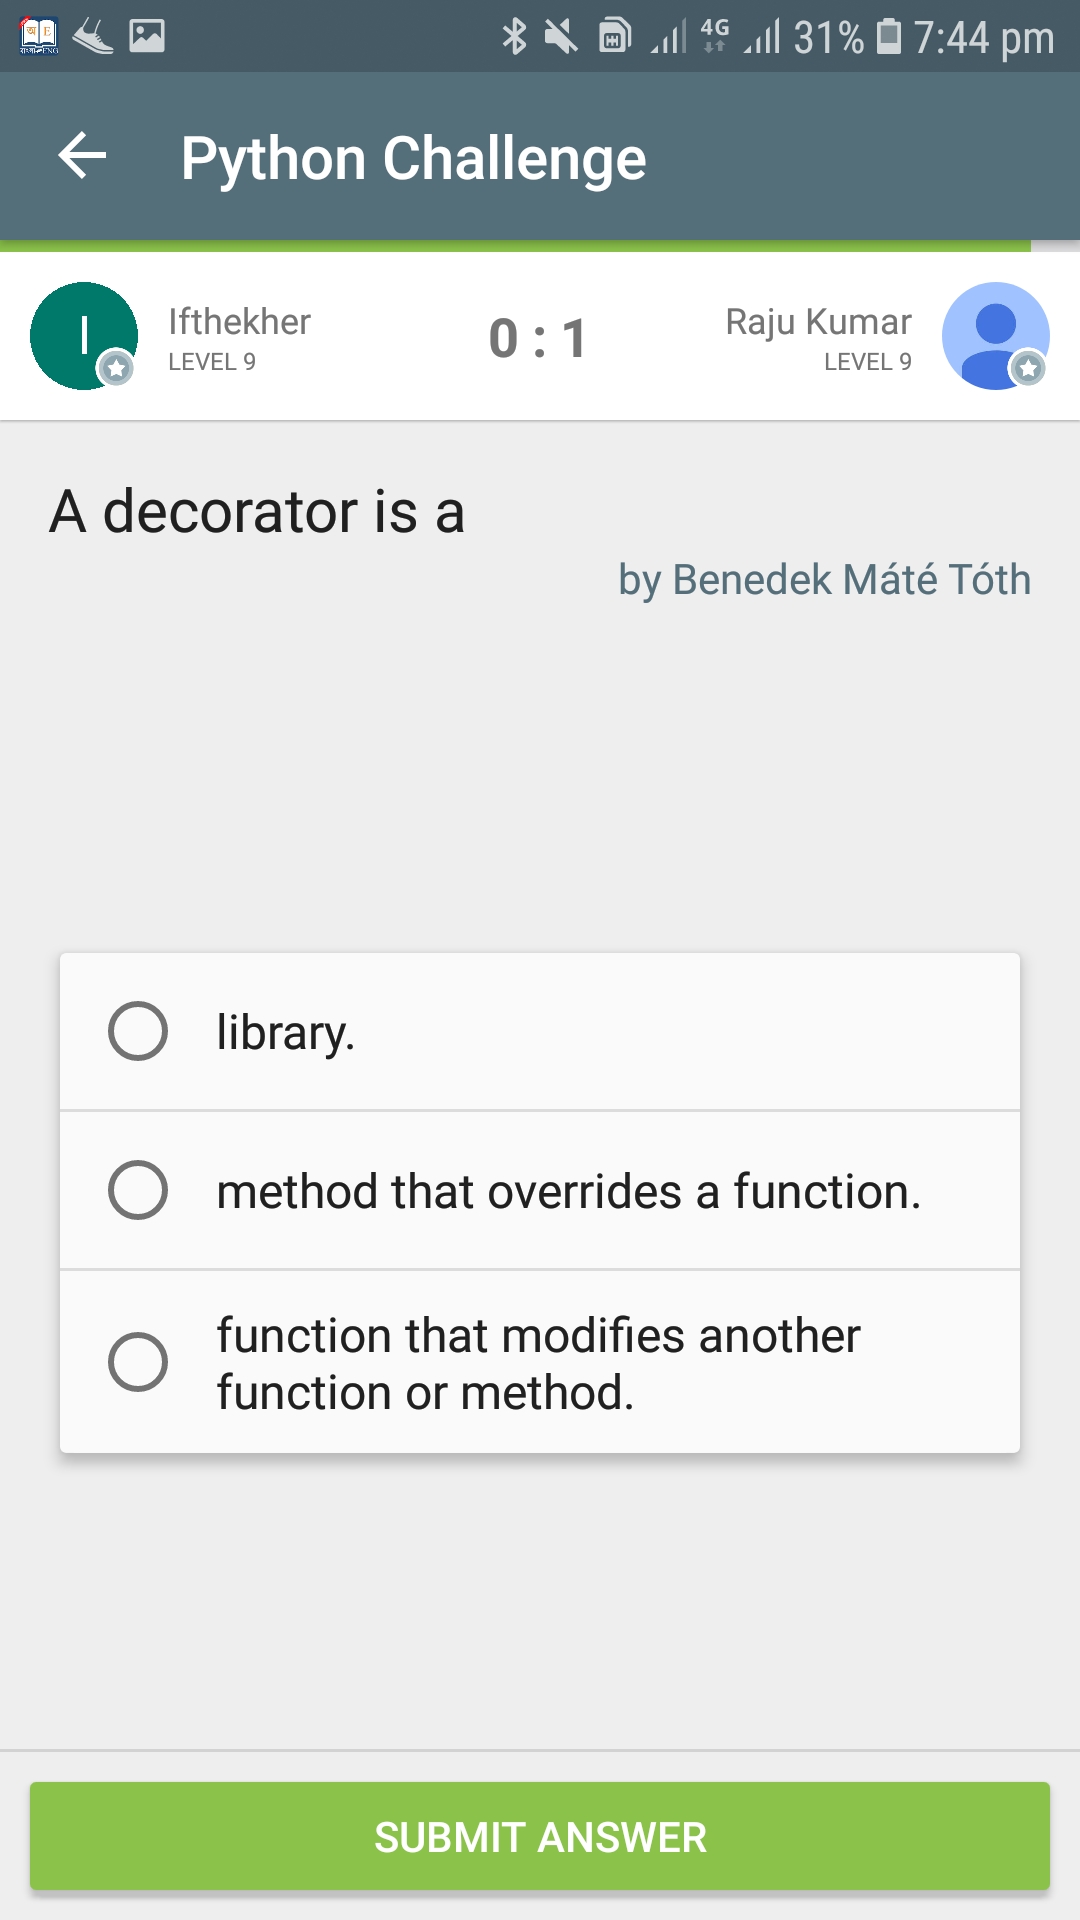 4G 31% 7:44 pm
Python Challenge
I Ifthekher 0 : 1 Raju Kumar
LEVEL 9 LEVEL 9
A decorator is a
by Benedek Máté Tóth
library.
method that overrides a function.
function that modifies another
function or method.
SUBMIT ANSWER